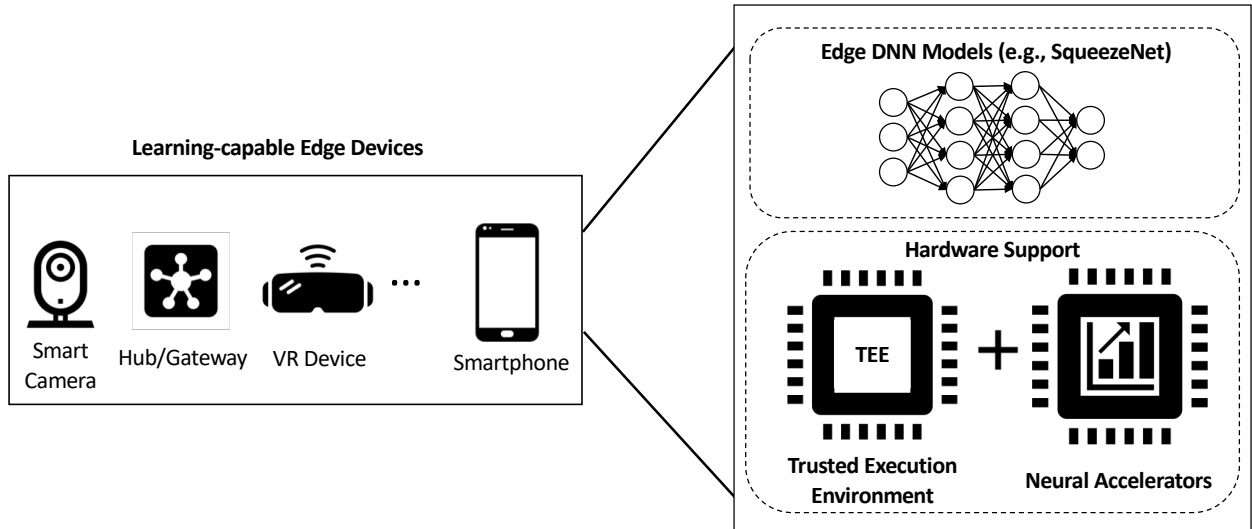 Learning-capable Edge Devices
Smart
Camera
Hub/Gateway
VR Device
...
Smartphone
Edge DNN Models (e.g., SqueezeNet)
Hardware Support
TEE
+
Trusted Execution
Environment
Neural Accelerators